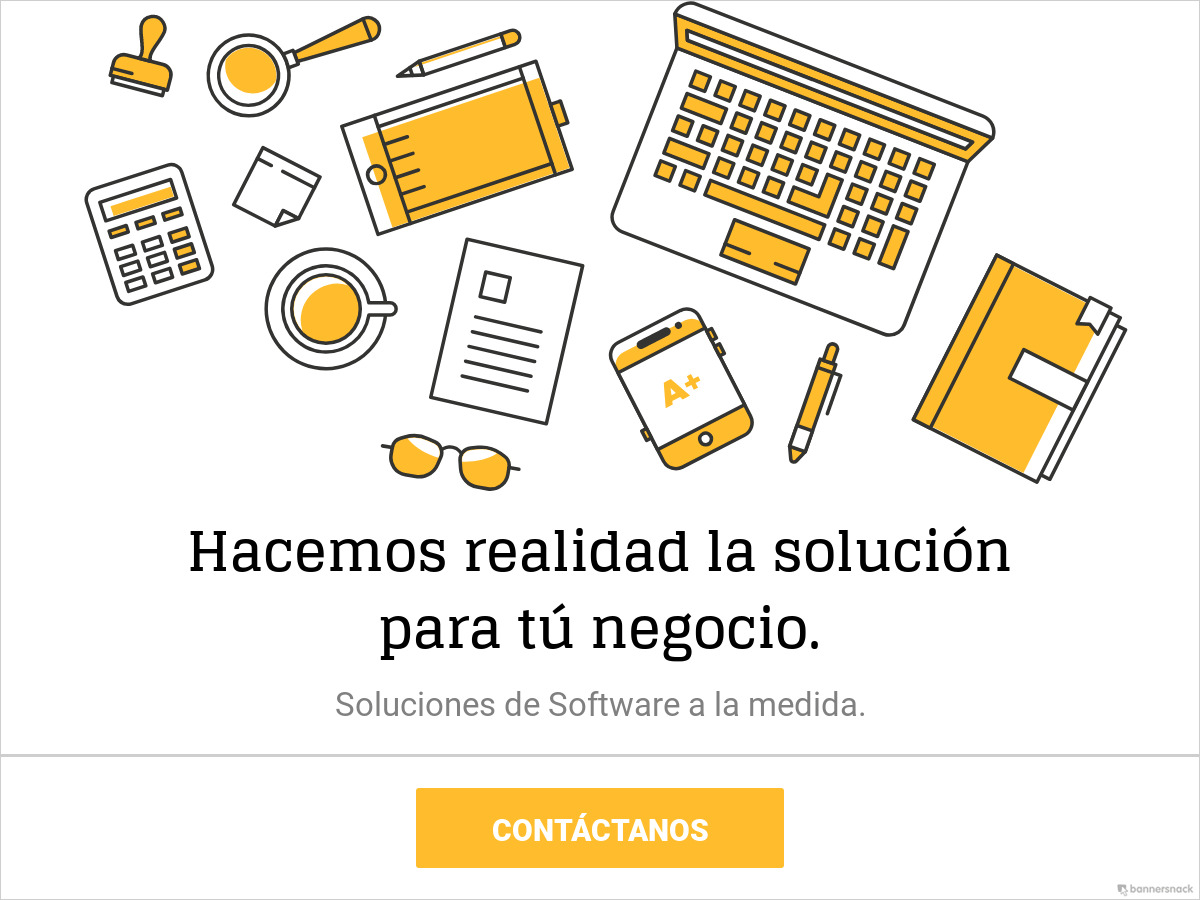 A+
Hacemos realidad la solución
para tú negocio.
Soluciones de Software a la medida.
CONTÁCTANOS
bannersnack